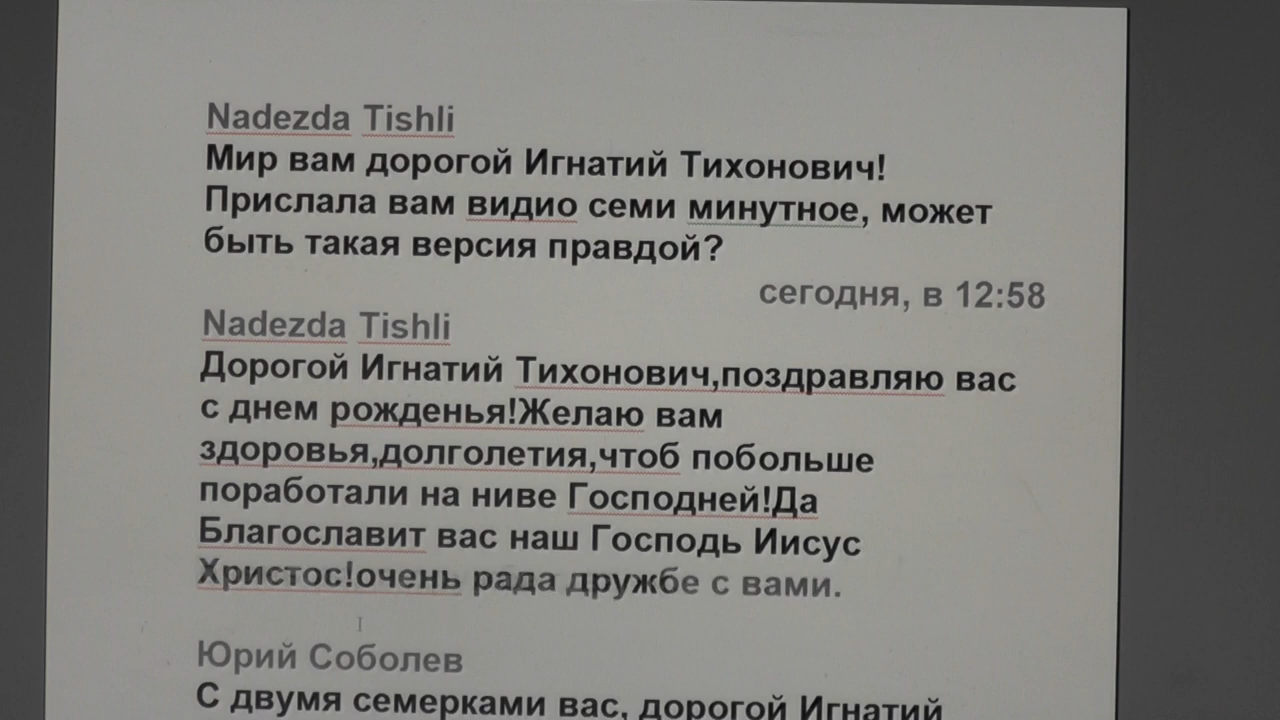 Nadezda Tishli
Мир вам дорогой Игнатий Тихонович!
Прислала вам видио семи минутное, может
быть такая версия правдой?
сегодня, в 12:58
Nadezda Tishli
Дорогой Игнатий Тихонович,поздравляю вас
с днем рожденья!Желаю вам
здоровья,долголетия,чтоб побольше
поработали на ниве Господней!Да
Благославит вас наш Господь Иисус
Христос!очень рада дружбе с вами.
Юрий Соболев
С двумя семерками вас, дорогой Игнатий